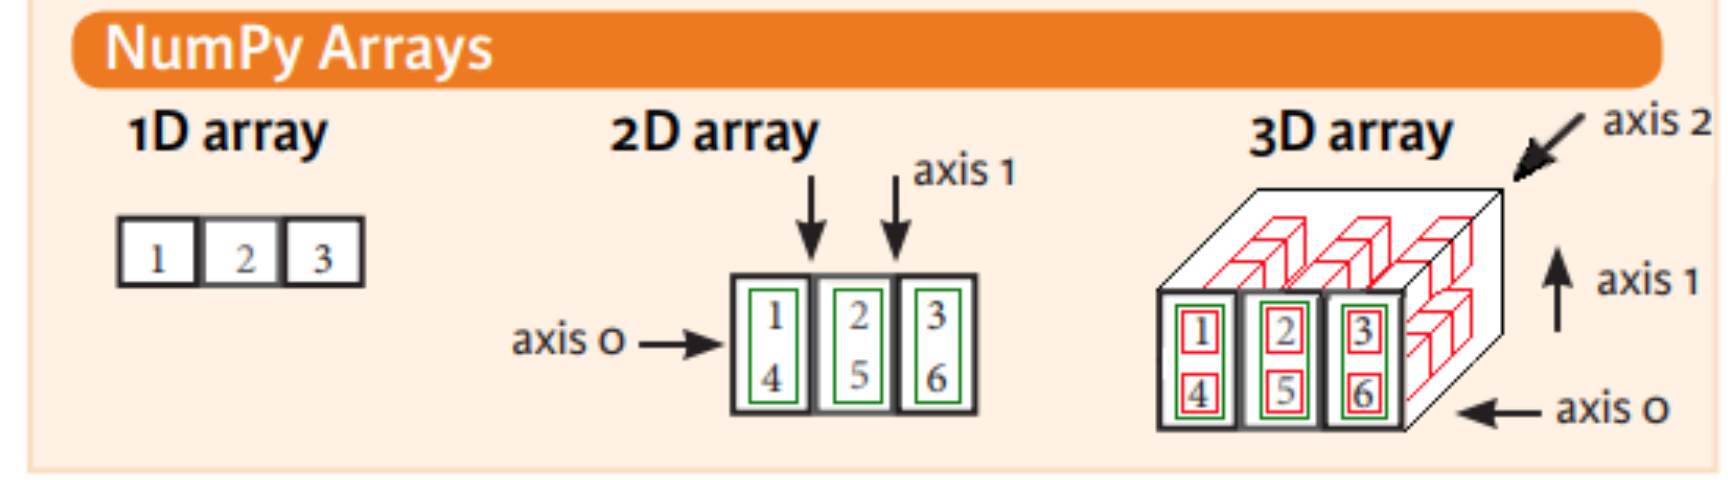 NumPy Arrays
1D array
2D array
3D array
axis 2
axis 1
1 2 3
axis 0
1 2 3
4 5 6
axis 1
1 2 3
4 5 6
axis 0